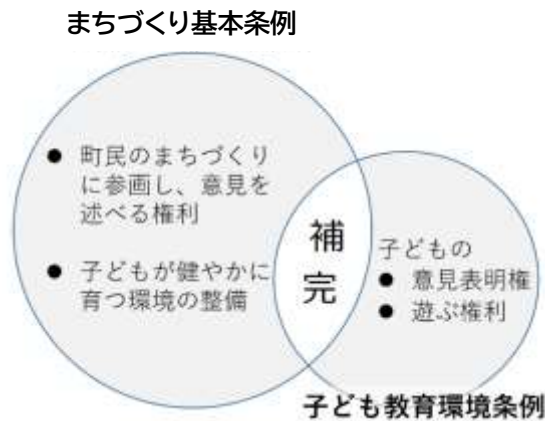 まちづくり基本条例
● 町民のまちづくり
に参画し、意見を
述べる権利
● 子どもが健やかに
育つ環境の整備
補
完
子どもの
● 意見表明権
● 遊ぶ権利
子ども教育環境条例